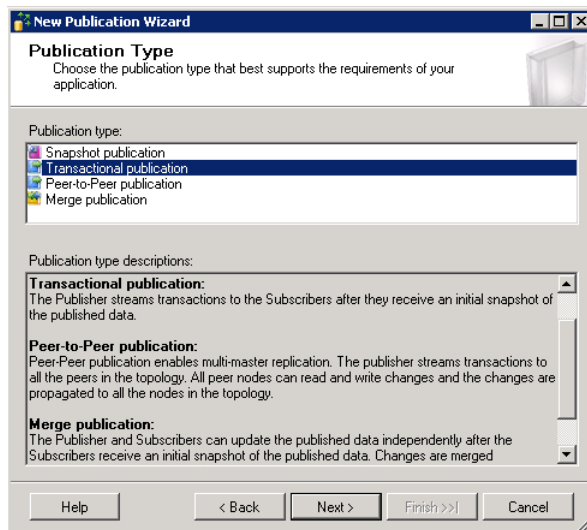 New Publication Wizard
Publication Type
Choose the publication type that best supports the requirements of your
application.
Publication type:
Snapshot publication
Transactional publication
Peer-to-Peer publication
Merge publication
Publication type descriptions:
Transactional publication:
The Publisher streams transactions to the Subscribers after they receive an initial snapshot of
the published data.
Peer-to-Peer publication:
Peer-Peer publication enables multi-master replication. The publisher streams transactions to
all the peers in the topology. All peer nodes can read and write changes and the changes are
propagated to all the nodes in the topology.
Merge publication:
The Publisher and Subscribers can update the published data independently after the
Subscribers receive an initial snapshot of the published data. Changes are merged
Help
< Back
Next >
Finish >>|
Cancel